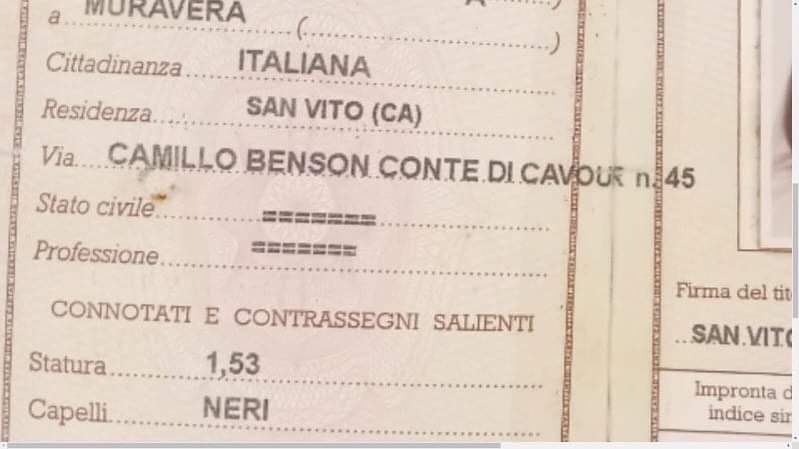 a MURAVERA (..............................)
Cittadinanza ITALIANA
Residenza SAN VITO (CA)
Via CAMILLO BENSON CONTE DI CAVOUR n. 45
Stato civile =======
Professione =======
CONNOTATI E CONTRASSEGNI SALIENTI
Statura 1,53
Capelli NERI
Firma del tit
SAN VITO
Impronta d
indice sin